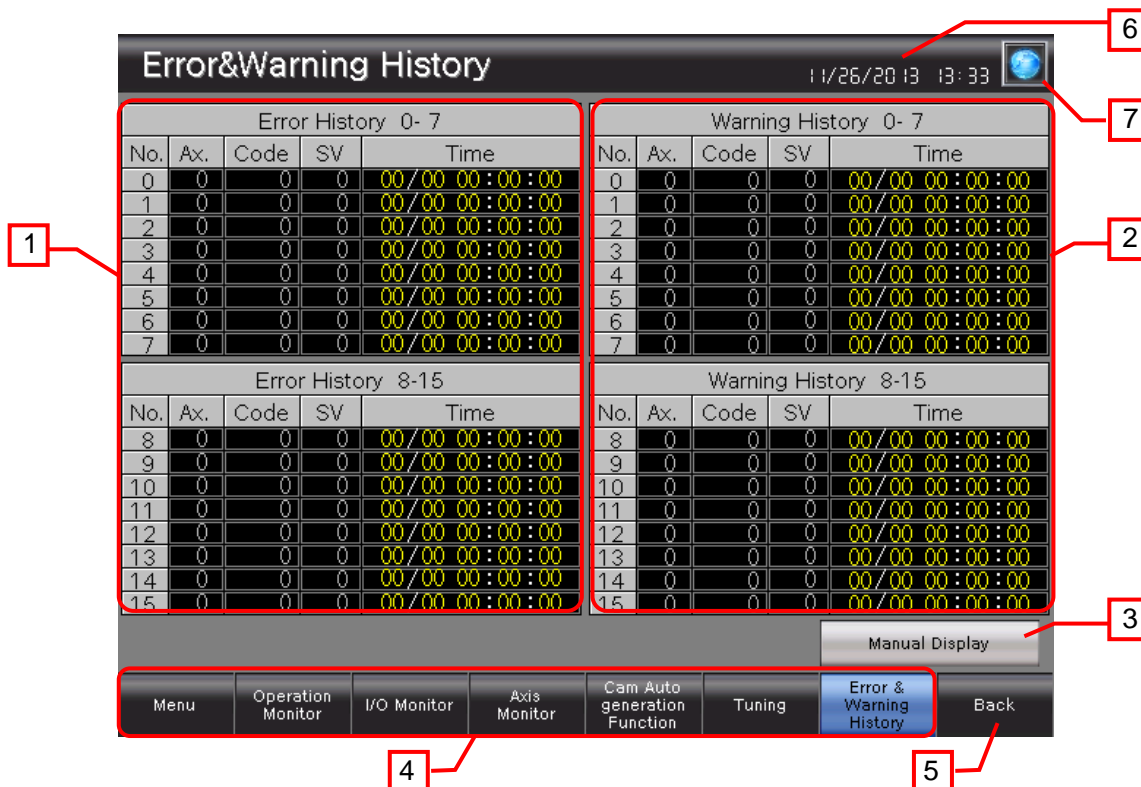 6
Error&Warning History
11/26/2013 13:33
7
Error History 0- 7
No. Ax. Code SV Time
0 0 0 0 00/00 00:00:00
1 0 0 0 00/00 00:00:00
2 0 0 0 00/00 00:00:00
3 0 0 0 00/00 00:00:00
4 0 0 0 00/00 00:00:00
5 0 0 0 00/00 00:00:00
6 0 0 0 00/00 00:00:00
7 0 0 0 00/00 00:00:00
Warning History 0- 7
No. Ax. Code SV Time
0 0 0 0 00/00 00:00:00
1 0 0 0 00/00 00:00:00
2 0 0 0 00/00 00:00:00
3 0 0 0 00/00 00:00:00
4 0 0 0 00/00 00:00:00
5 0 0 0 00/00 00:00:00
6 0 0 0 00/00 00:00:00
7 0 0 0 00/00 00:00:00
1
2
Error History 8-15
No. Ax. Code SV Time
8 0 0 0 00/00 00:00:00
9 0 0 0 00/00 00:00:00
10 0 0 0 00/00 00:00:00
11 0 0 0 00/00 00:00:00
12 0 0 0 00/00 00:00:00
13 0 0 0 00/00 00:00:00
14 0 0 0 00/00 00:00:00
15 0 0 0 00/00 00:00:00
Warning History 8-15
No. Ax. Code SV Time
8 0 0 0 00/00 00:00:00
9 0 0 0 00/00 00:00:00
10 0 0 0 00/00 00:00:00
11 0 0 0 00/00 00:00:00
12 0 0 0 00/00 00:00:00
13 0 0 0 00/00 00:00:00
14 0 0 0 00/00 00:00:00
15 0 0 0 00/00 00:00:00
3
Manual Display
Menu
Operation
Monitor
I/O Monitor
Axis
Monitor
Cam Auto
generation
Function
Tuning
Error &
Warning
History
Back
4
5